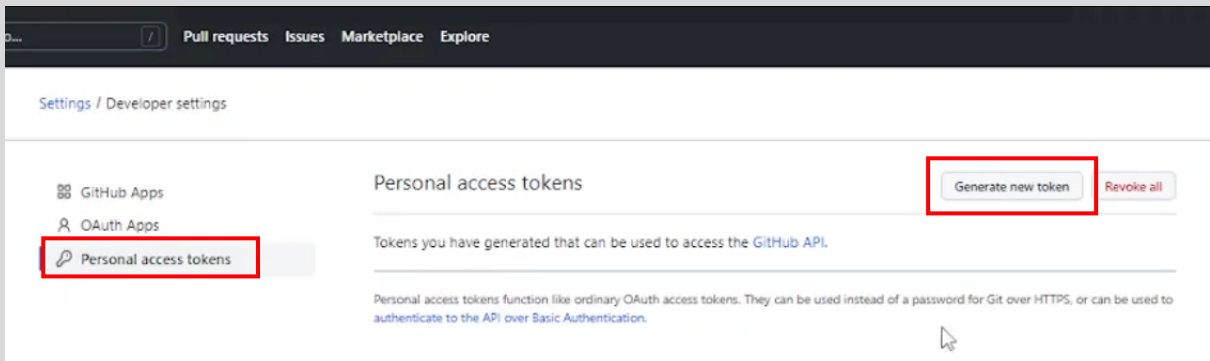 o... / Pull requests Issues Marketplace Explore
Settings / Developer settings
GitHub Apps
OAuth Apps
Personal access tokens
Personal access tokens
Generate new token
Revoke all
Tokens you have generated that can be used to access the GitHub API.
Personal access tokens function like ordinary OAuth access tokens. They can be used instead of a password for Git over HTTPS, or can be used to
authenticate to the API over Basic Authentication.